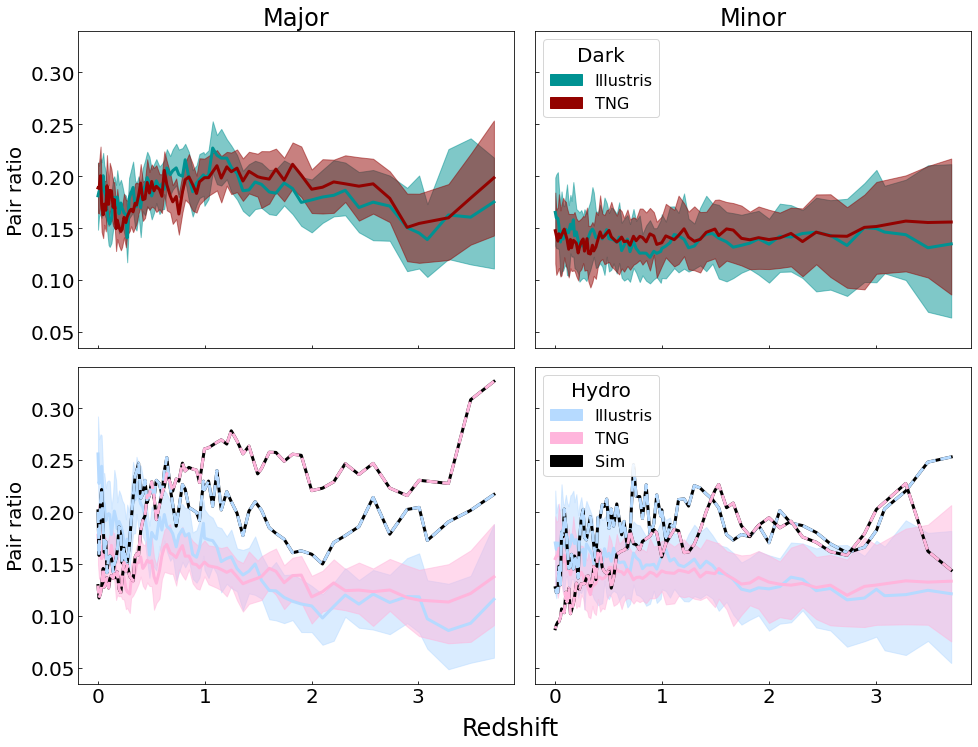 Major
Minor
Pair ratio
0.30
0.25
0.20
0.15
0.10
0.05
Dark
Illustris
TNG
Pair ratio
0.30
0.25
0.20
0.15
0.10
0.05
Hydro
Illustris
TNG
Sim
0 1 2 3
0 1 2 3
Redshift